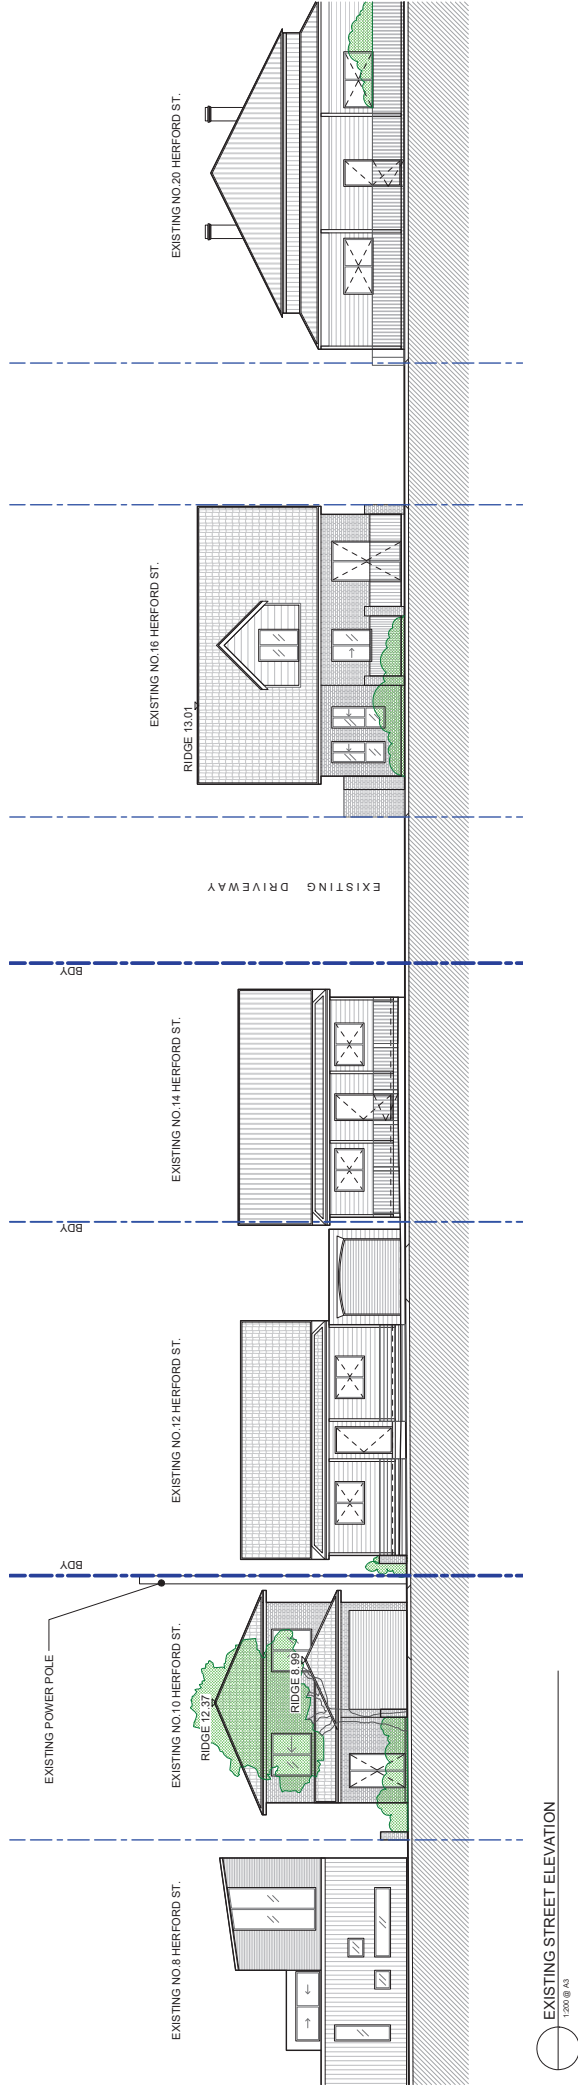 EXISTING POWER POLE
EXISTING NO.8 HERFORD ST.
EXISTING NO.10 HERFORD ST.
RIDGE 12.37
RIDGE 8.99
BDY
EXISTING NO.12 HERFORD ST.
BDY
EXISTING NO.14 HERFORD ST.
BDY
EXISTING DRIVEWAY
EXISTING NO.16 HERFORD ST.
RIDGE 13.01
EXISTING NO.20 HERFORD ST.
EXISTING STREET ELEVATION
1:200 @ A3